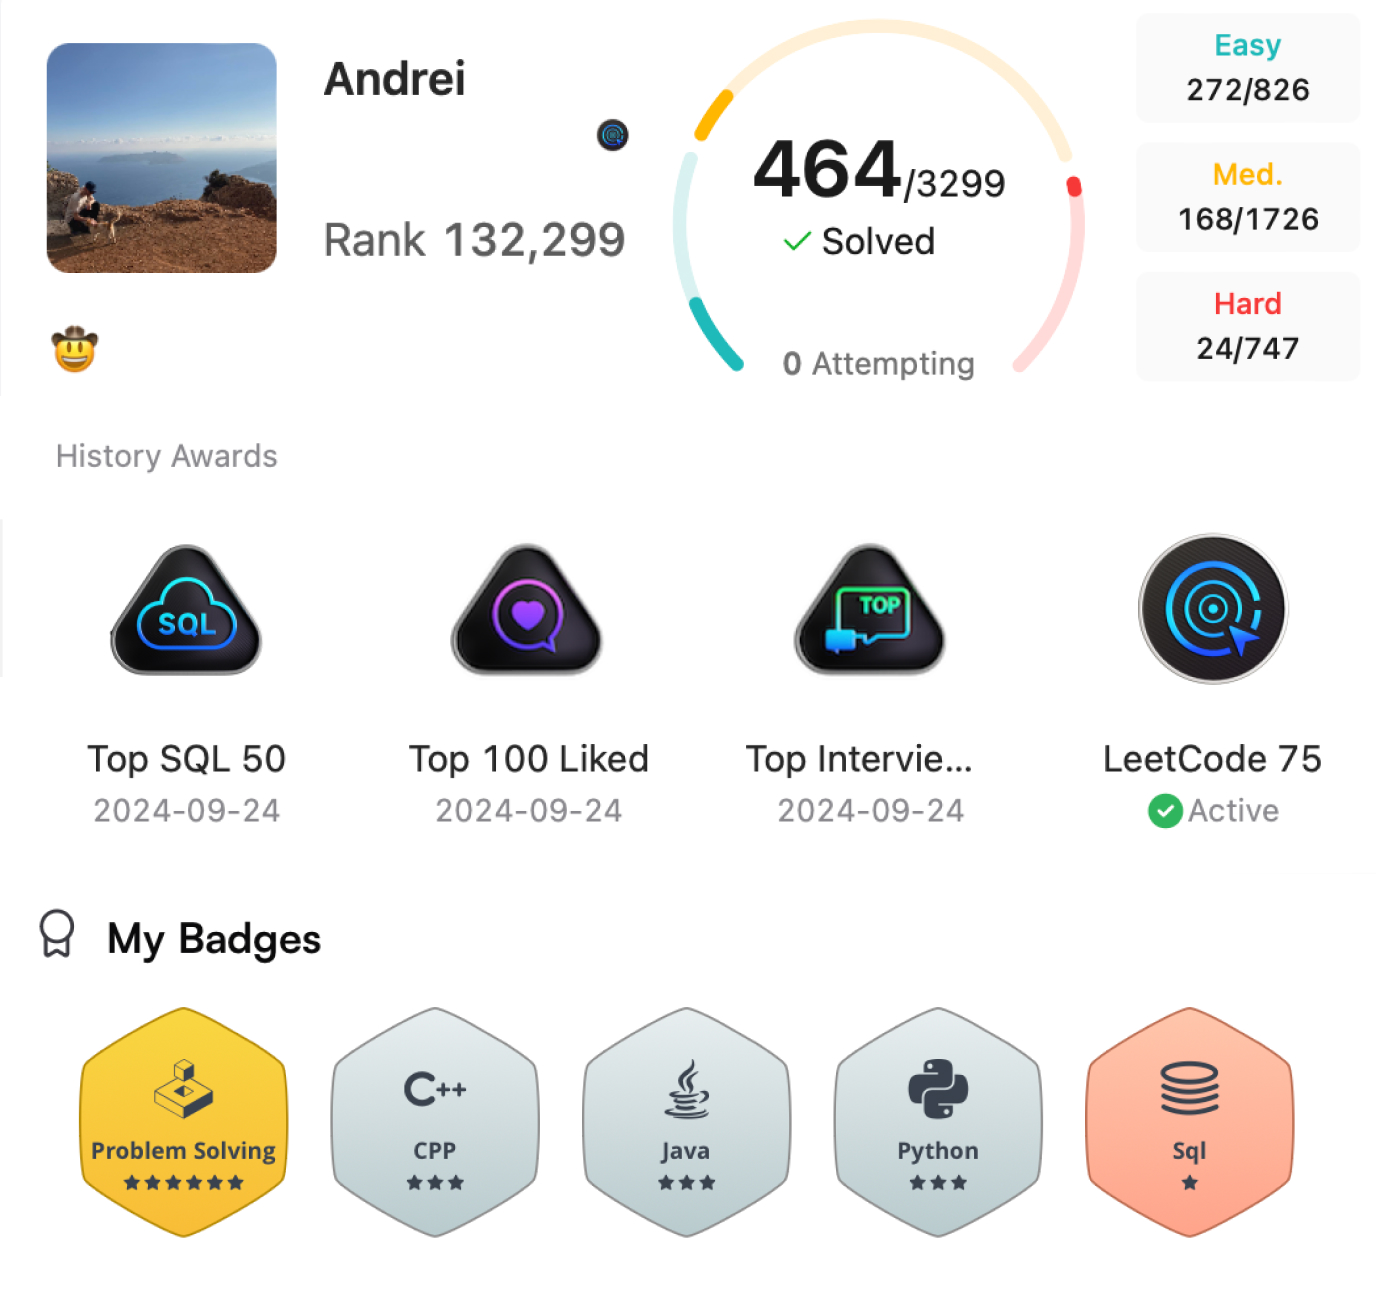 Andrei
Rank 132,299
464/3299
Solved
0 Attempting
Easy
272/826
Med.
168/1726
Hard
24/747
History Awards
SQL
TOP
Top SQL 50
2024-09-24
Top 100 Liked
2024-09-24
Top Intervie...
2024-09-24
LeetCode 75
Active
My Badges
C++
Problem Solving
CPP
Java
Python
Sql